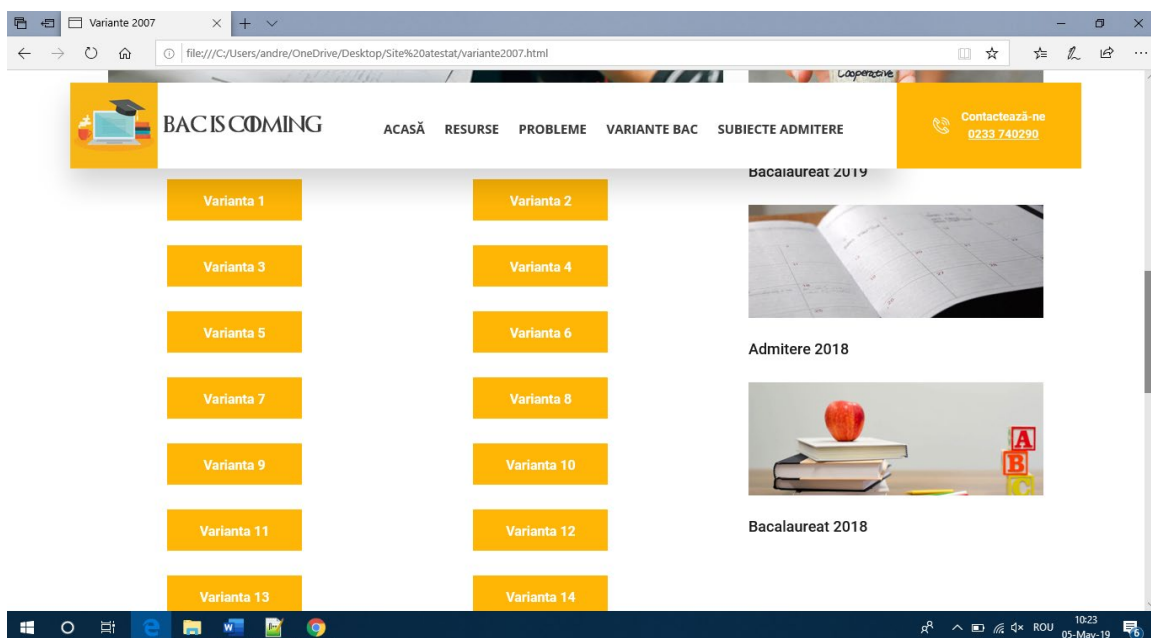 Variante 2007
file:///C:/Users/andre/OneDrive/Desktop/Site%20atestat/variante2007.html
Cooperative
BAC IS COMING
ACASĂ RESURSE PROBLEME VARIANTE BAC SUBIECTE ADMITERE
Contactează-ne
0233 740290
Bacalaureat 2019
Varianta 1 Varianta 2
Varianta 3 Varianta 4
Varianta 5 Varianta 6
Admitere 2018
Varianta 7 Varianta 8
A
B
C
Varianta 9 Varianta 10
Varianta 11 Varianta 12
Bacalaureat 2018
Varianta 13 Varianta 14
ROU
10:23
05-May-19
6